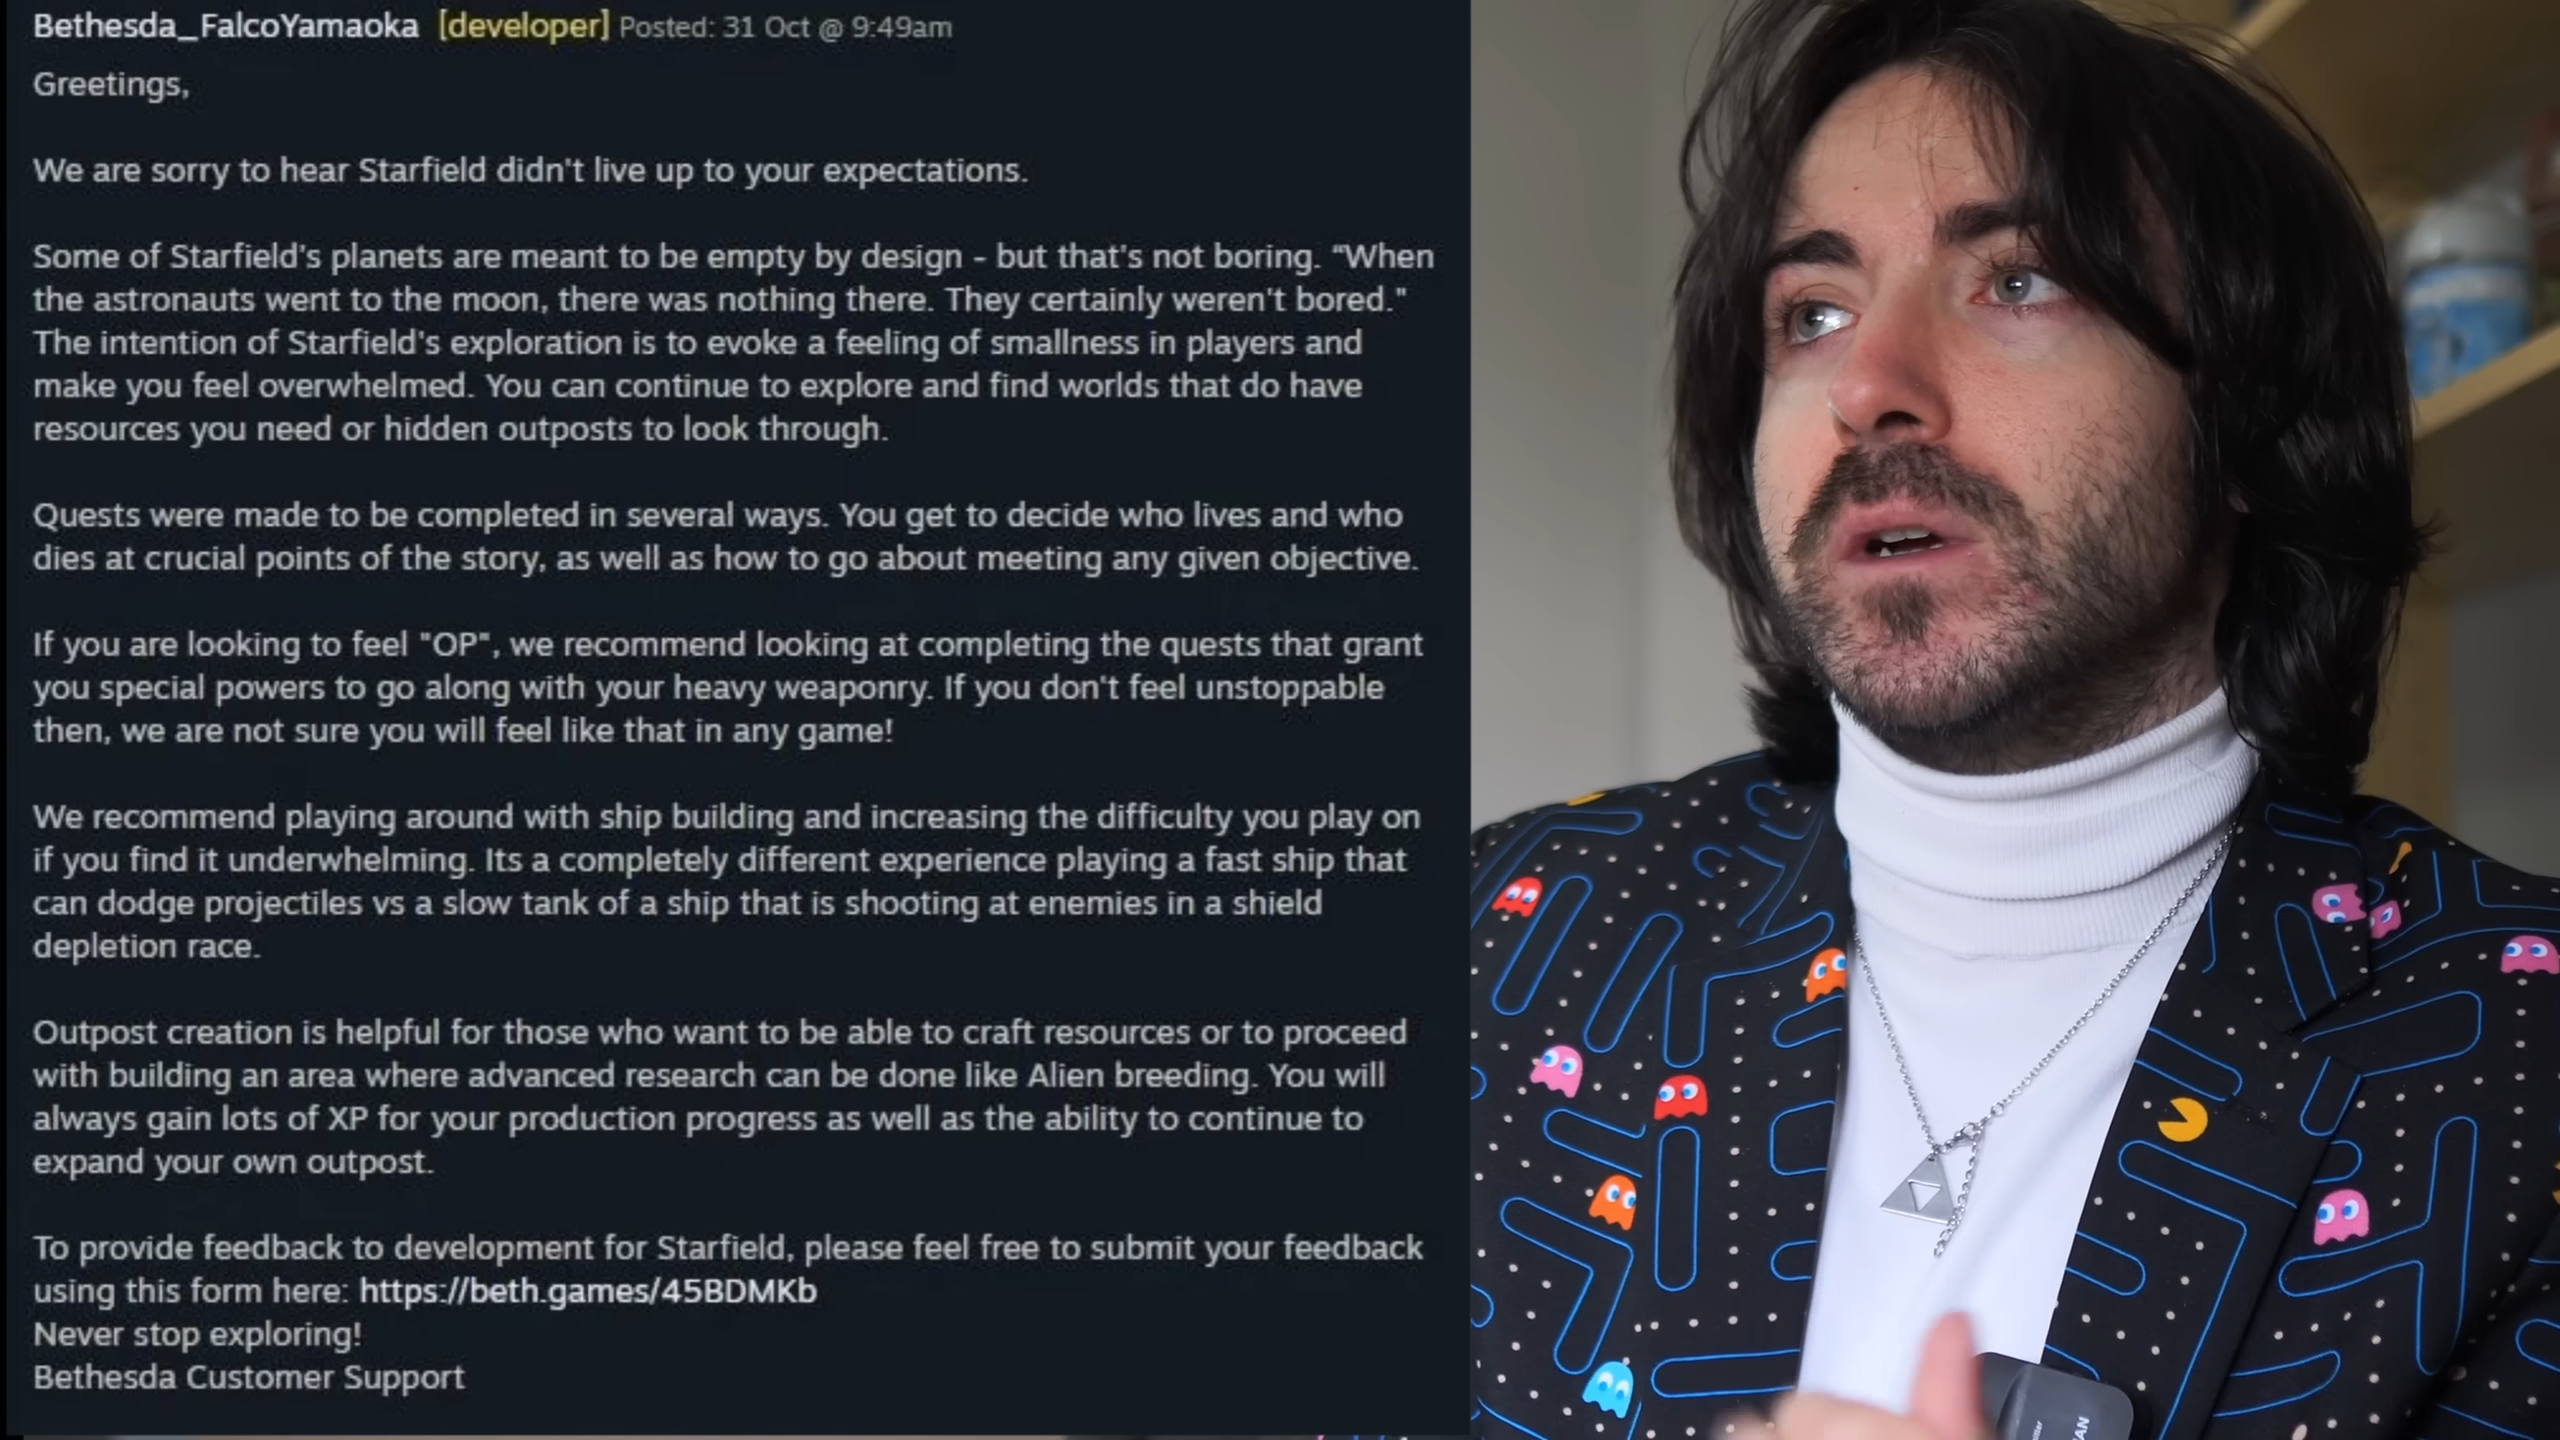 Bethesda_FalcoYamaoka [developer] Posted: 31 Oct @ 9:49am
Greetings,
We are sorry to hear Starfield didn't live up to your expectations.
Some of Starfield's planets are meant to be empty by design - but that's not boring. “When
the astronauts went to the moon, there was nothing there. They certainly weren't bored."
The intention of Starfield's exploration is to evoke a feeling of smallness in players and
make you feel overwhelmed. You can continue to explore and find worlds that do have
resources you need or hidden outposts to look through.
Quests were made to be completed in several ways. You get to decide who lives and who
dies at crucial points of the story, as well as how to go about meeting any given objective.
If you are looking to feel "OP", we recommend looking at completing the quests that grant
you special powers to go along with your heavy weaponry. If you don't feel unstoppable
then, we are not sure you will feel like that in any game!
We recommend playing around with ship building and increasing the difficulty you play on
if you find it underwhelming. Its a completely different experience playing a fast ship that
can dodge projectiles vs a slow tank of a ship that is shooting at enemies in a shield
depletion race.
Outpost creation is helpful for those who want to be able to craft resources or to proceed
with building an area where advanced research can be done like Alien breeding. You will
always gain lots of XP for your production progress as well as the ability to continue to
expand your own outpost.
To provide feedback to development for Starfield, please feel free to submit your feedback
using this form here: https://beth.games/45BDMKb
Never stop exploring!
Bethesda Customer Support